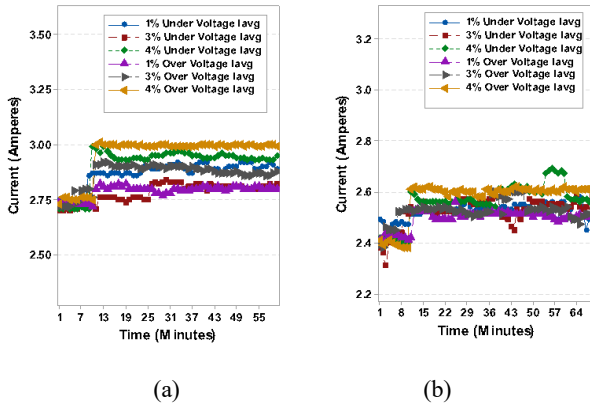 1% Under Voltage Iavg
3% Under Voltage Iavg
4% Under Voltage Iavg
1% Over Voltage Iavg
3% Over Voltage Iavg
4% Over Voltage Iavg
3.50
3.25
3.00
2.75
2.50
Current (Amperes)
1 7 13 19 25 31 37 43 49 55
Time (Minutes)
(a)
1% Under Voltage Iavg
3% Under Voltage Iavg
4% Under Voltage Iavg
1% Over Voltage Iavg
3% Over Voltage Iavg
4% Over Voltage Iavg
3.2
3.0
2.8
2.6
2.4
2.2
Current (Amperes)
1 8 15 22 29 36 43 50 57 64
Time (Minutes)
(b)